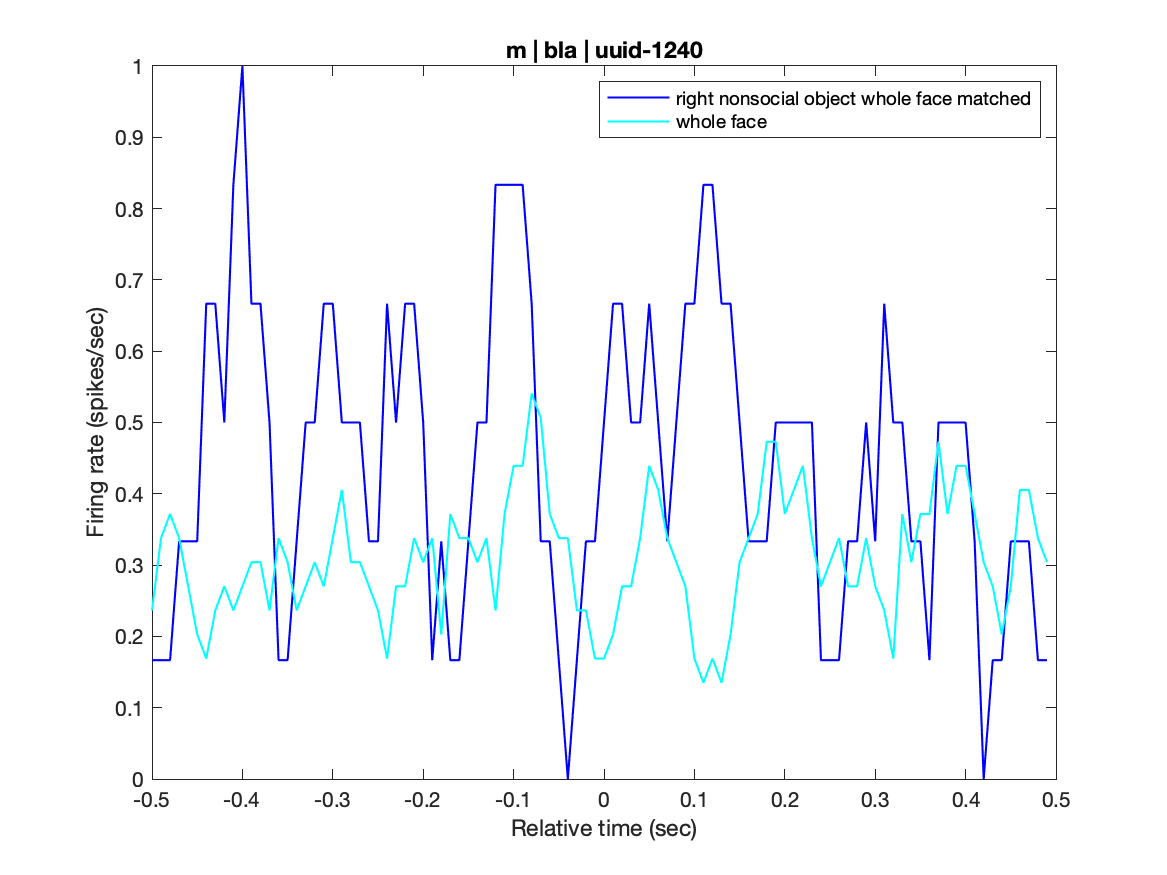 m | bla | uuid-1240
right nonsocial object whole face matched
whole face
Firing rate (spikes/sec)
1
0.9
0.8
0.7
0.6
0.5
0.4
0.3
0.2
0.1
0
-0.5 -0.4 -0.3 -0.2 -0.1 0 0.1 0.2 0.3 0.4 0.5
Relative time (sec)